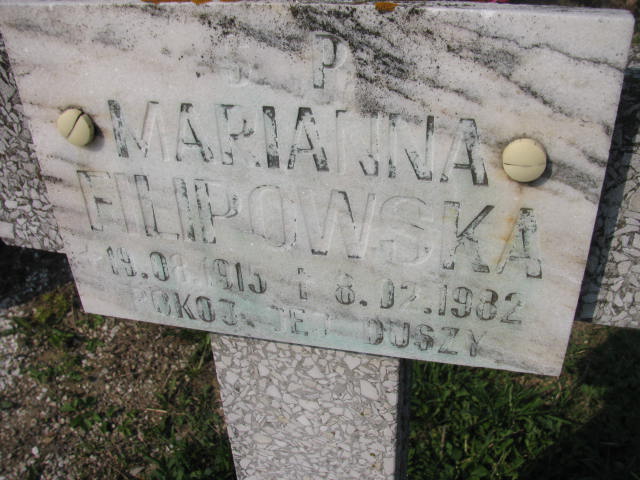 Ś. P.
MARIANNA
FILIPOWSKA
19.08.1915 † 8.02.1982
POKÓJ JEJ DUSZY